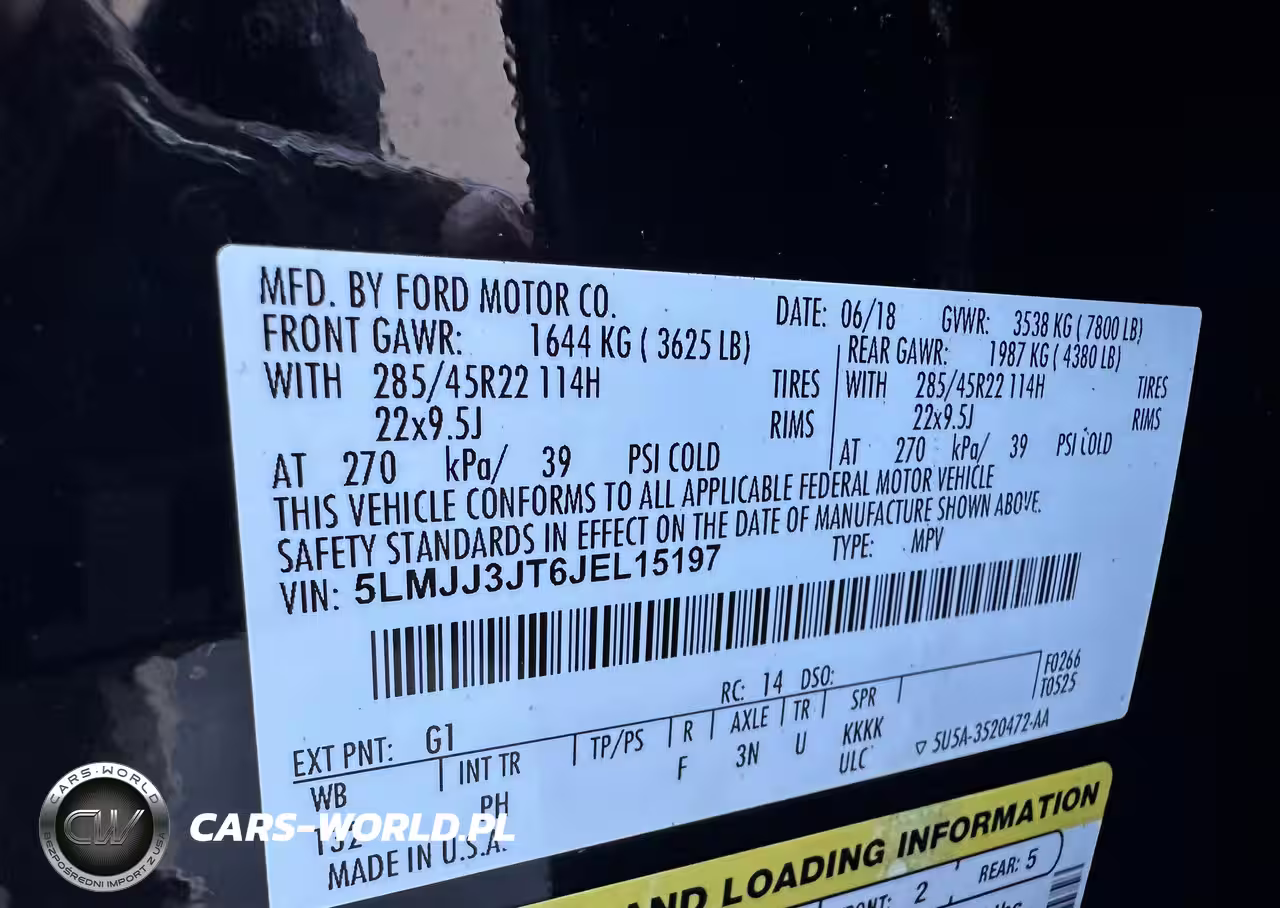 MFD. BY FORD MOTOR CO.
DATE: 06/18 GVWR: 3538 KG ( 7800 LB)
FRONT GAWR: 1644 KG ( 3625 LB)
REAR GAWR: 1987 KG ( 4380 LB)
WITH 285/45R22 114H TIRES
WITH 285/45R22 114H TIRES
22x9.5J RIMS
22x9.5J RIMS
AT 270 kPa/ 39 PSI COLD
AT 270 kPa/ 39 PSI COLD
THIS VEHICLE CONFORMS TO ALL APPLICABLE FEDERAL MOTOR VEHICLE
SAFETY STANDARDS IN EFFECT ON THE DATE OF MANUFACTURE SHOWN ABOVE.
VIN: 5LMJJ3JT6JEL15197 TYPE: MPV
RC: 14 DSO: F0266
T0525
EXT PNT: G1
WB INT TR TP/PS R AXLE TR SPR
PH F 3N U KKKK
ULC
5U5A-3520472-AA
MADE IN U.S.A.
AND LOADING INFORMATION
2 REAR: 5
CARS-WORLD
CW
BEZPOŚREDNI IMPORT Z USA
CARS-WORLD.PL